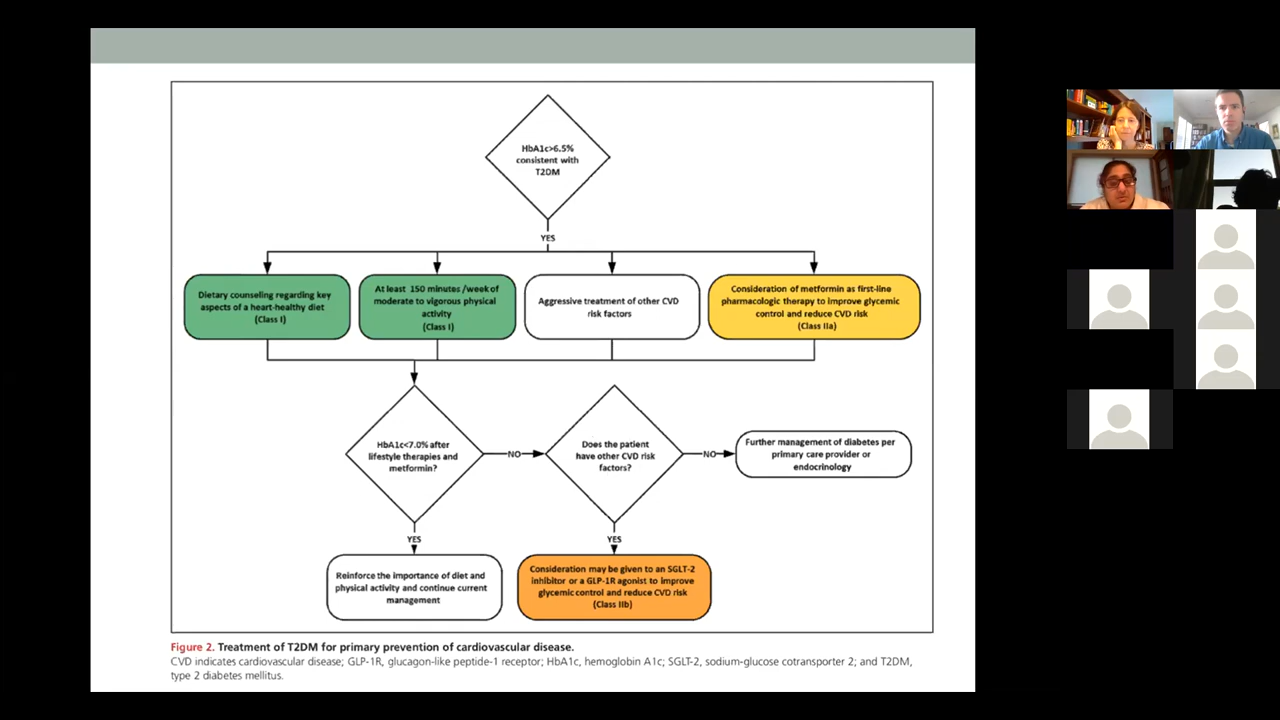 HbA1c>6.5%
consistent with
T2DM
YES
Dietary counseling regarding key
aspects of a heart-healthy diet
(Class I)
At least 150 minutes /week of
moderate to vigorous physical
activity
(Class I)
Aggressive treatment of other CVD
risk factors
Consideration of metformin as first-line
pharmacologic therapy to improve glycemic
control and reduce CVD risk
(Class IIa)
HbA1c<7.0% after
lifestyle therapies and
metformin?
NO
Does the patient
have other CVD risk
factors?
NO
Further management of diabetes per
primary care provider or
endocrinology
YES
YES
Reinforce the importance of diet and
physical activity and continue current
management
Consideration may be given to an SGLT-2
inhibitor or a GLP-1R agonist to improve
glycemic control and reduce CVD risk
(Class IIb)
Figure 2. Treatment of T2DM for primary prevention of cardiovascular disease.
CVD indicates cardiovascular disease; GLP-1R, glucagon-like peptide-1 receptor; HbA1c, hemoglobin A1c; SGLT-2, sodium-glucose cotransporter 2; and T2DM,
type 2 diabetes mellitus.